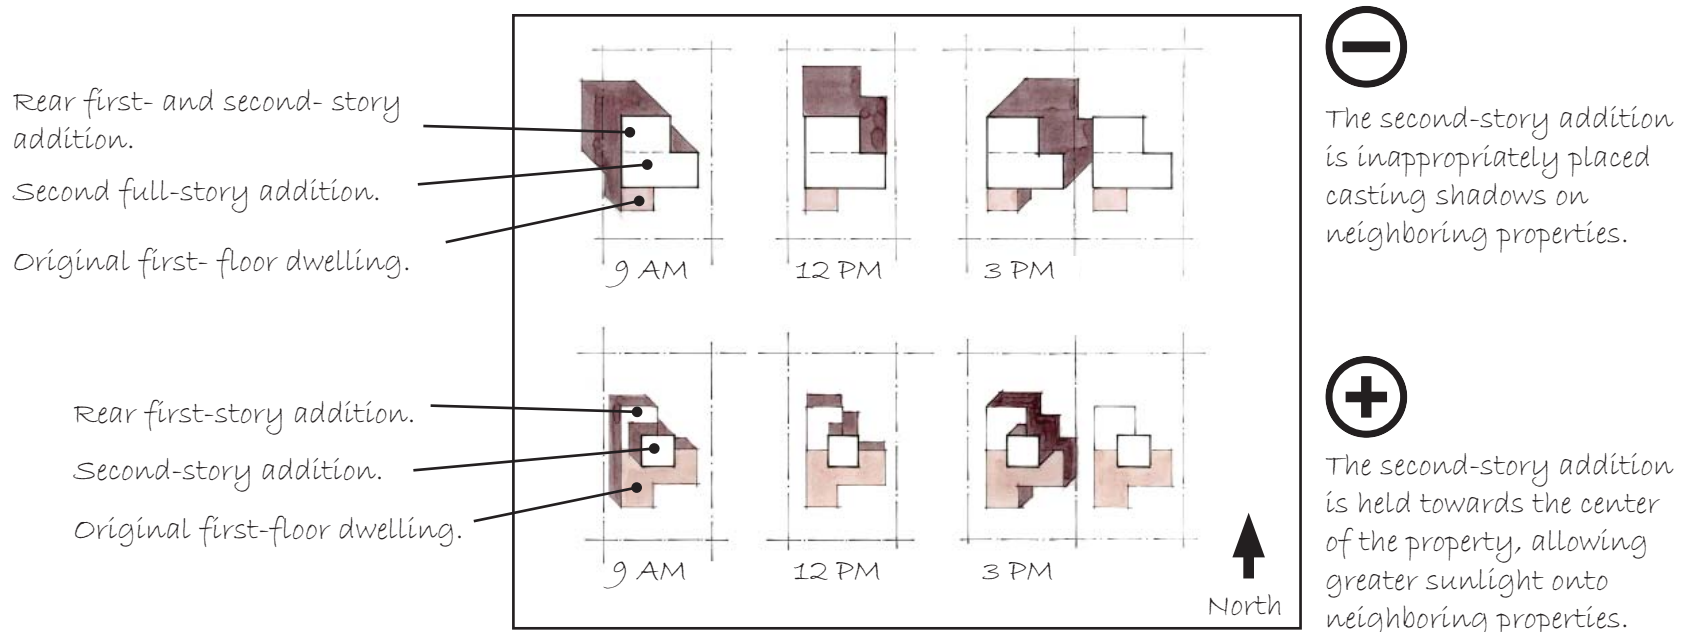 Rear first- and second- story
addition.
Second full-story addition.
Original first- floor dwelling.
9 AM
12 PM
3 PM
The second-story addition
is inappropriately placed
casting shadows on
neighboring properties.
Rear first-story addition.
Second-story addition.
Original first-floor dwelling.
9 AM
12 PM
3 PM
North
The second-story addition
is held towards the center
of the property, allowing
greater sunlight onto
neighboring properties.